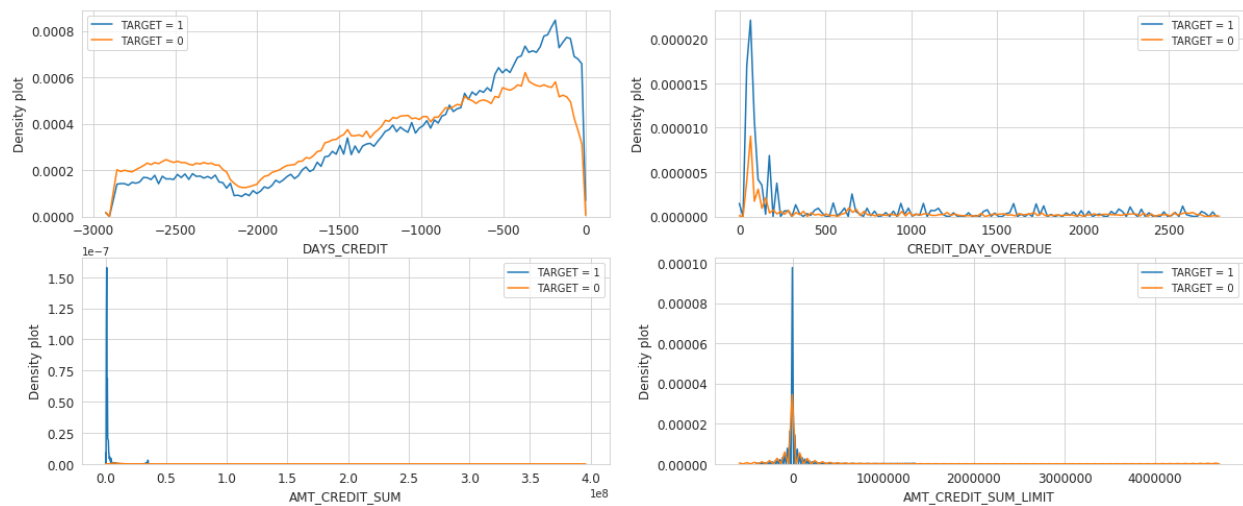 TARGET = 1
TARGET = 0
Density plot
0.0008
0.0006
0.0004
0.0002
0.0000
−3000 −2500 −2000 −1500 −1000 −500 0
DAYS_CREDIT
TARGET = 1
TARGET = 0
Density plot
0.000020
0.000015
0.000010
0.000005
0.000000
0 500 1000 1500 2000 2500
CREDIT_DAY_OVERDUE
1e−7
TARGET = 1
TARGET = 0
Density plot
1.50
1.25
1.00
0.75
0.50
0.25
0.00
0.0 0.5 1.0 1.5 2.0 2.5 3.0 3.5 4.0
1e8
AMT_CREDIT_SUM
TARGET = 1
TARGET = 0
Density plot
0.00010
0.00008
0.00006
0.00004
0.00002
0.00000
0 1000000 2000000 3000000 4000000
AMT_CREDIT_SUM_LIMIT